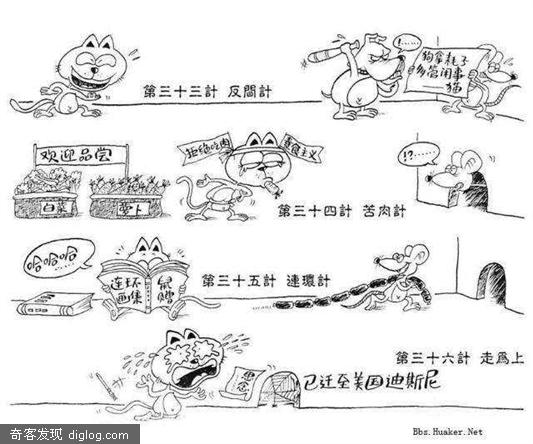 第三十三計 反間計
!......
狗拿耗子
多管闲事
——猫
欢迎品尝
白菜
萝卜
拒绝吃肉
素食主义
第三十四計 苦肉計
!?......
哈哈哈
......
连环
画集
鼠
赠
第三十五計 連環計
第三十六計 走爲上
已迁至美国迪斯尼
奇客发现 diglog.com
Bbs.Huaker.Net